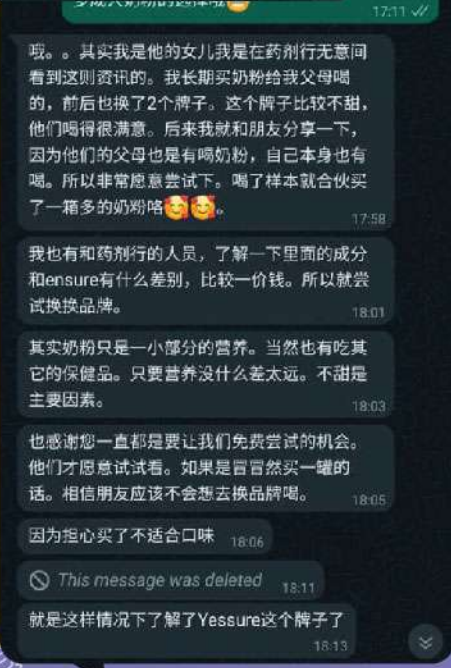 17:11
哦。。其实我是他的女儿我是在药剂行无意间
看到这则资讯的。我长期买奶粉给我父母喝
的，前后也换了2个牌子。这个牌子比较不甜，
他们喝得很满意。后来我就和朋友分享一下，
因为他们的父母也是有喝奶粉，自己本身也有
喝。所以非常愿意尝试下。喝了样本就合伙买
了一箱多的奶粉咯🥰🥰。
17:58
我也有和药剂行的人员，了解一下里面的成分
和ensure有什么差别，比较一价钱。所以就尝
试换换品牌。
18:01
其实奶粉只是一小部分的营养。当然也有吃其
它的保健品。只要营养没什么差太远。不甜是
主要因素。
18:03
也感谢您一直都是要让我们免费尝试的机会。
他们才愿意试试看。如果是冒冒然买一罐的
话。相信朋友应该不会想去换品牌喝。
18:05
因为担心买了不适合口味 18:06
This message was deleted 18:11
就是这样情况下了解了Yessure这个牌子了
18:13